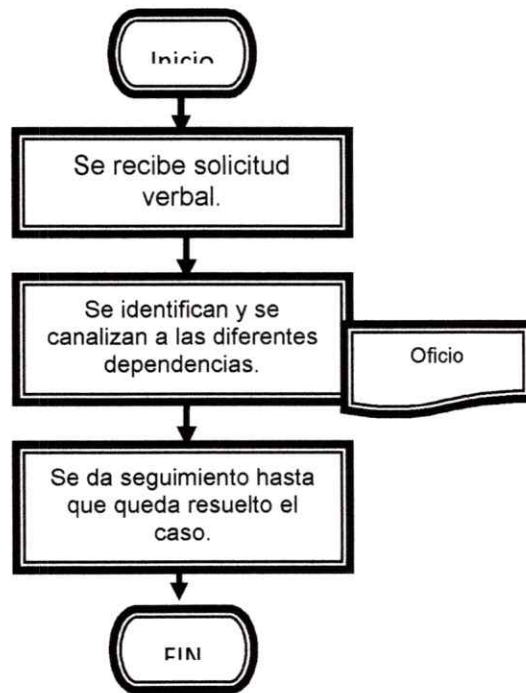 Inicio
Se recibe solicitud
verbal.
Se identifican y se
canalizan a las diferentes
dependencias.
Oficio
Se da seguimiento hasta
que queda resuelto el
caso.
FIN